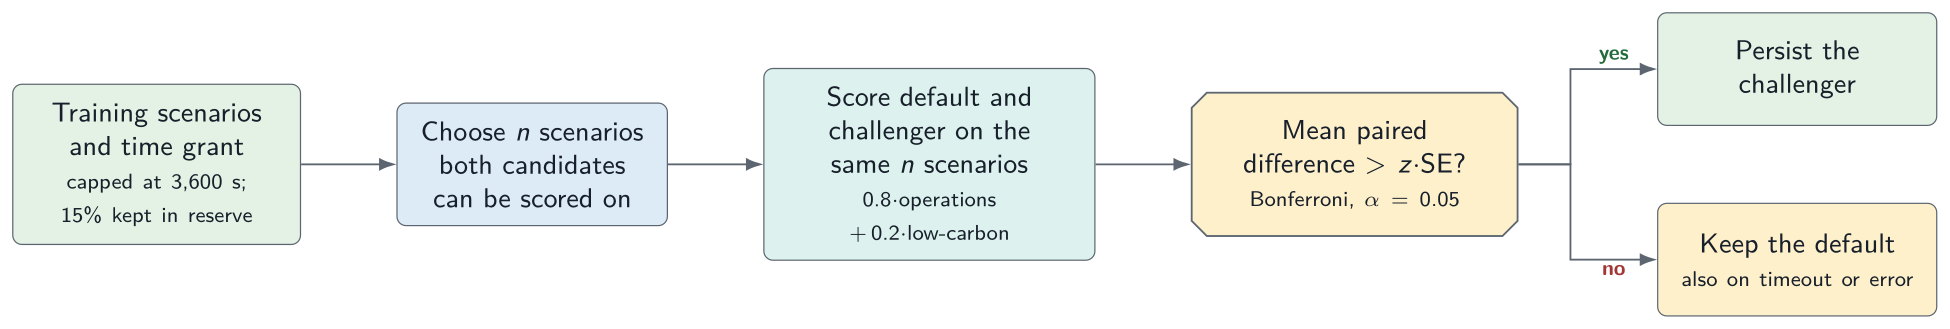 Training scenarios
and time grant
capped at 3,600 s;
15% kept in reserve
Choose n scenarios
both candidates
can be scored on
Score default and
challenger on the
same n scenarios
0.8·operations
+ 0.2·low-carbon
Mean paired
difference > z·SE?
Bonferroni, α = 0.05
yes
Persist the
challenger
no
Keep the default
also on timeout or error